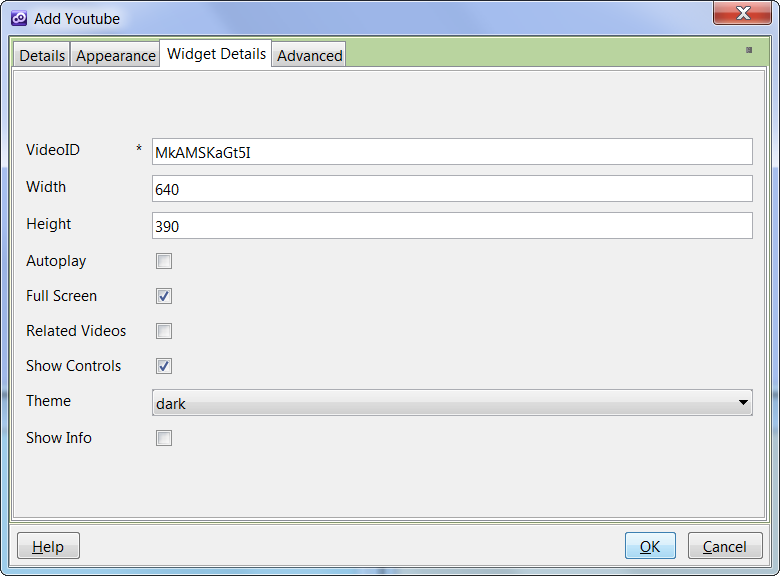 Add Youtube
Details Appearance Widget Details Advanced
VideoID * MkAMSKaGt5I
Width 640
Height 390
Autoplay
Full Screen
Related Videos
Show Controls
Theme dark
Show Info
Help OK Cancel